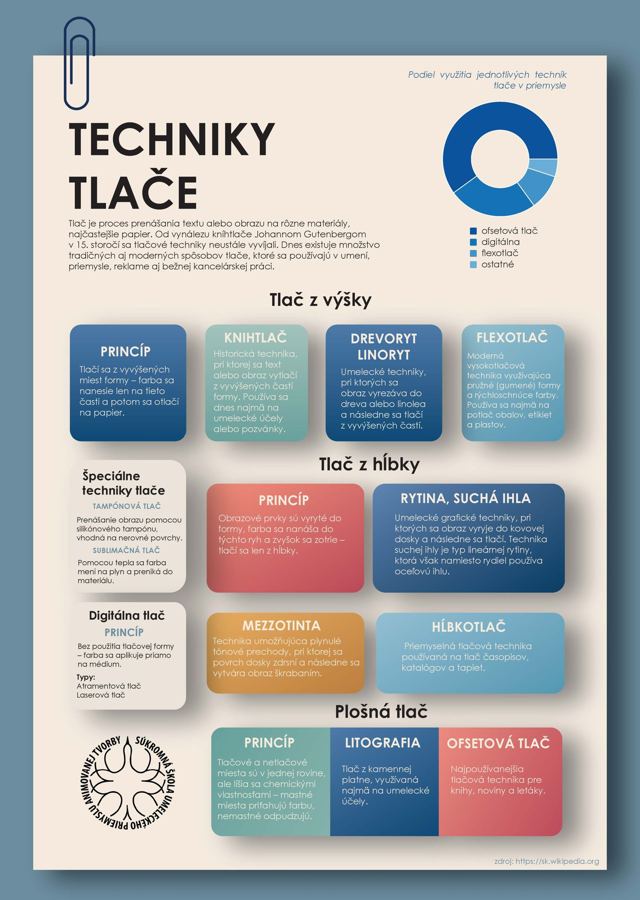 Podiel využitia jednotlivých techník
tlače v priemysle
TECHNIKY
TLAČE
Tlač je proces prenášania textu alebo obrazu na rôzne materiály,
najčastejšie papier. Od vynálezu kníhtlače Johannom Gutenbergom
v 15. storočí sa tlačové techniky neustále vyvíjali. Dnes existuje množstvo
tradičných aj moderných spôsobov tlače, ktoré sa používajú v umení,
priemysle, reklame aj bežnej kancelárskej práci.
ofsetová tlač
digitálna
flexotlač
ostatné
Tlač z výšky
PRINCÍP
Tlačí sa z vyvýšených
miest formy – farba sa
nanesie len na tieto
časti a potom sa otlačí
na papier.
KNIHTLAČ
Historická technika,
pri ktorej sa text
alebo obraz vytlačí
z vyvýšených častí
formy. Používa sa
dnes najmä na
umelecké účely
alebo pozvánky.
DREVORYT
LINORYT
Umelecké techniky,
pri ktorých sa
obraz vyrezáva do
dreva alebo linolea
a následne sa tlačí
z vyvýšených častí.
FLEXOTLAČ
Moderná
vysokotlačová
technika využívajúca
pružné (gumené) formy
a rýchloschnúce farby.
Používa sa najmä na
potlač obalov, etikiet
a plastov.
Tlač z hĺbky
Špeciálne
techniky tlače
TAMPÓNOVÁ TLAČ
Prenášanie obrazu pomocou
silikónového tampónu,
vhodná na nerovné povrchy.
SUBLIMAČNÁ TLAČ
Pomocou tepla sa farba
mení na plyn a preniká do
materiálu.
PRINCÍP
Obrazové prvky sú vyryté do
formy, farba sa nanáša do
týchto rýh a zvyšok sa zotrie –
tlačí sa len z hĺbky.
RYTINA, SUCHÁ IHLA
Umelecké grafické techniky, pri
ktorých sa obraz vyryje do kovovej
dosky a následne sa tlačí. Technika
suchej ihly je typ lineárnej rytiny,
ktorá však namiesto rydiel používa
oceľovú ihlu.
Digitálna tlač
PRINCÍP
Bez použitia tlačovej formy
– farba sa aplikuje priamo
na médium.
Typy:
Atramentová tlač
Laserová tlač
MEZZOTINTA
Technika umožňujúca plynulé
tónové prechody, pri ktorej sa
povrch dosky zdrsní a následne sa
vytvára obraz škrabaním.
HĹBKOTLAČ
Priemyselná tlačová technika
používaná na tlač časopisov,
katalógov a tapiet.
Plošná tlač
PRINCÍP
Tlačové a netlačové
miesta sú v jednej rovine,
ale líšia sa chemickými
vlastnosťami – mastné
miesta priťahujú farbu,
nemastné odpudzujú.
LITOGRAFIA
Tlač z kamennej
platne, využívaná
najmä na umelecké
účely.
OFSETOVÁ TLAČ
Najpoužívanejšia
tlačová technika pre
knihy, noviny a letáky.
SÚKROMNÁ ŠKOLA UMELECKÉHO PRIEMYSLU ANIMOVANEJ TVORBY
zdroj: https://sk.wikipedia.org